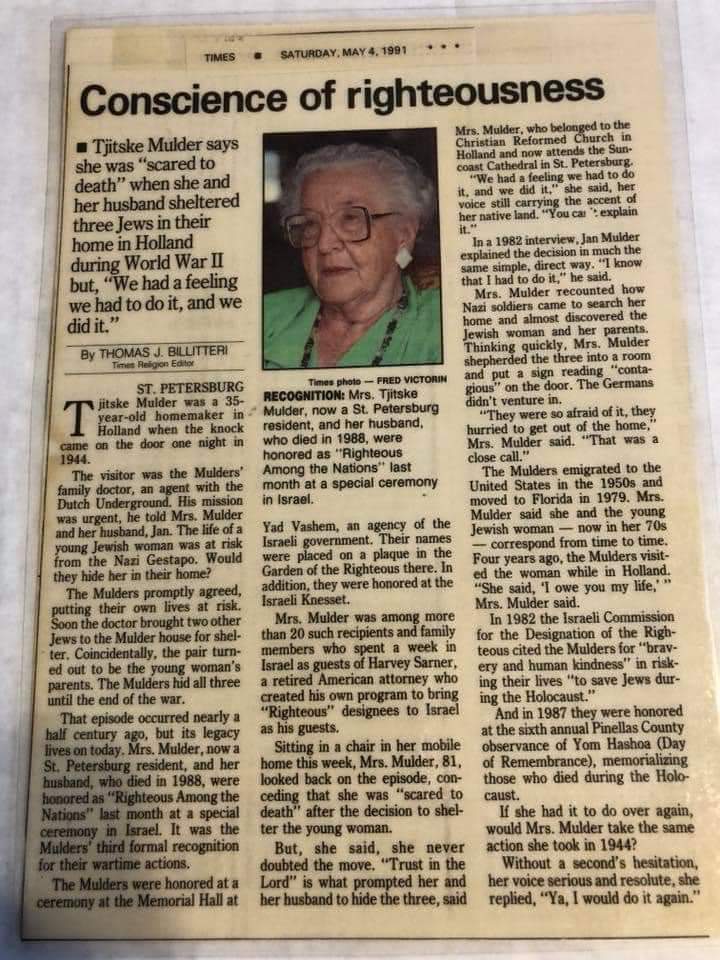 TIMES ■ SATURDAY, MAY 4, 1991 * * *
Conscience of righteousness
■ Tjitske Mulder says
she was “scared to
death” when she and
her husband sheltered
three Jews in their
home in Holland
during World War II
but, “We had a feeling
we had to do it, and we
did it.”
By THOMAS J. BILLITTERI
Times Religion Editor
ST. PETERSBURG
Tjitske Mulder was a 35-
year-old homemaker in
Holland when the knock
came on the door one night in
1944.
The visitor was the Mulders’
family doctor, an agent with the
Dutch Underground. His mission
was urgent, he told Mrs. Mulder
and her husband, Jan. The life of a
young Jewish woman was at risk
from the Nazi Gestapo. Would
they hide her in their home?
The Mulders promptly agreed,
putting their own lives at risk.
Soon the doctor brought two other
Jews to the Mulder house for shel-
ter. Coincidentally, the pair turn-
ed out to be the young woman’s
parents. The Mulders hid all three
until the end of the war.
That episode occurred nearly a
half century ago, but its legacy
lives on today. Mrs. Mulder, now a
St. Petersburg resident, and her
husband, who died in 1988, were
honored as “Righteous Among the
Nations” last month at a special
ceremony in Israel. It was the
Mulders’ third formal recognition
for their wartime actions.
The Mulders were honored at a
ceremony at the Memorial Hall at
Times photo — FRED VICTORIN
RECOGNITION: Mrs. Tjitske
Mulder, now a St. Petersburg
resident, and her husband,
who died in 1988, were
honored as “Righteous
Among the Nations” last
month at a special ceremony
in Israel.
Yad Vashem, an agency of the
Israeli government. Their names
were placed on a plaque in the
Garden of the Righteous there. In
addition, they were honored at the
Israeli Knesset.
Mrs. Mulder was among more
than 20 such recipients and family
members who spent a week in
Israel as guests of Harvey Sarner,
a retired American attorney who
created his own program to bring
“Righteous” designees to Israel
as his guests.
Sitting in a chair in her mobile
home this week, Mrs. Mulder, 81,
looked back on the episode, con-
ceding that she was “scared to
death” after the decision to shel-
ter the young woman.
But, she said, she never
doubted the move. “Trust in the
Lord” is what prompted her and
her husband to hide the three, said
Mrs. Mulder, who belonged to the
Christian Reformed Church in
Holland and now attends the Sun-
coast Cathedral in St. Petersburg.
“We had a feeling we had to do
it, and we did it,” she said, her
voice still carrying the accent of
her native land. “You explain
it.”
In a 1982 interview, Jan Mulder
explained the decision in much the
same simple, direct way. “I know
that I had to do it,” he said.
Mrs. Mulder recounted how
Nazi soldiers came to search her
home and almost discovered the
Jewish woman and her parents.
Thinking quickly, Mrs. Mulder
shepherded the three into a room
and put a sign reading “conta-
gious” on the door. The Germans
didn’t venture in.
“They were so afraid of it, they
hurried to get out of the home,”
Mrs. Mulder said. “That was a
close call.”
The Mulders emigrated to the
United States in the 1950s and
moved to Florida in 1979. Mrs.
Mulder said she and the young
Jewish woman — now in her 70s
— correspond from time to time.
Four years ago, the Mulders visit-
ed the woman while in Holland.
“She said, ‘I owe you my life,’ ”
Mrs. Mulder said.
In 1982 the Israeli Commission
for the Designation of the Righ-
teous cited the Mulders for “brav-
ery and human kindness” in risk-
ing their lives “to save Jews dur-
ing the Holocaust.”
And in 1987 they were honored
at the sixth annual Pinellas County
observance of Yom Hashoa (Day
of Remembrance), memorializing
those who died during the Holo-
caust.
If she had it to do over again,
would Mrs. Mulder take the same
action she took in 1944?
Without a second’s hesitation,
her voice serious and resolute, she
replied, “Ya, I would do it again.”